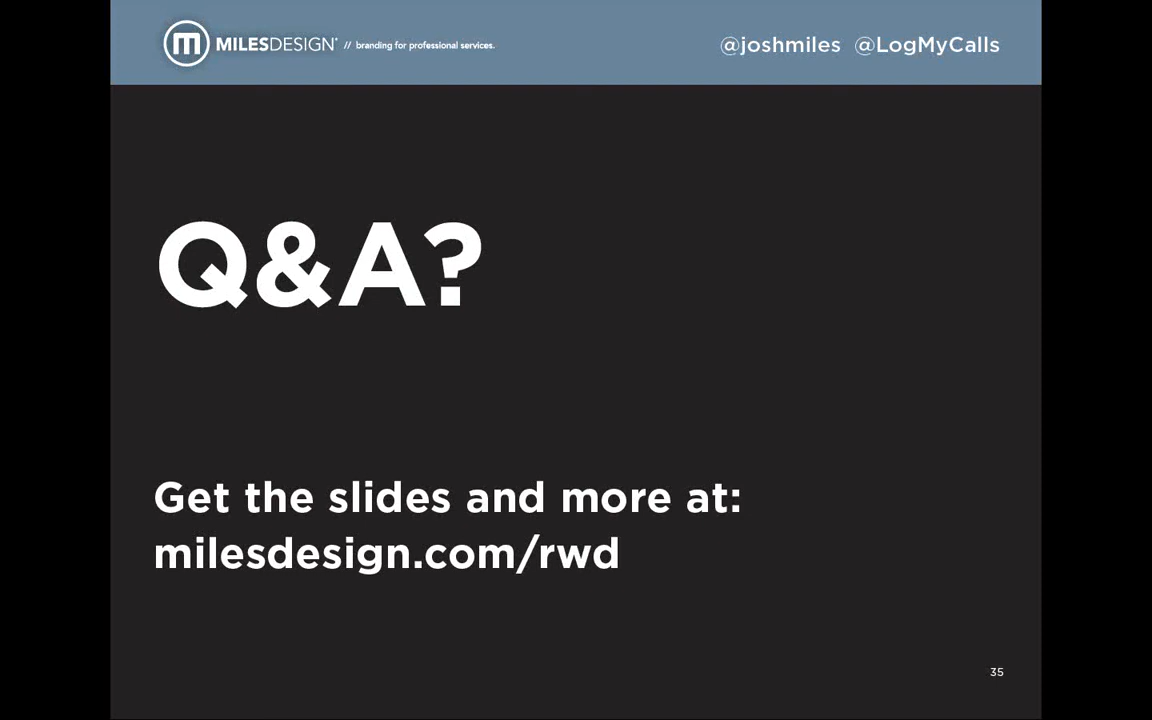 MILESDESIGN® // branding for professional services.
@joshmiles @LogMyCalls
Q&A?
Get the slides and more at:
milesdesign.com/rwd
35